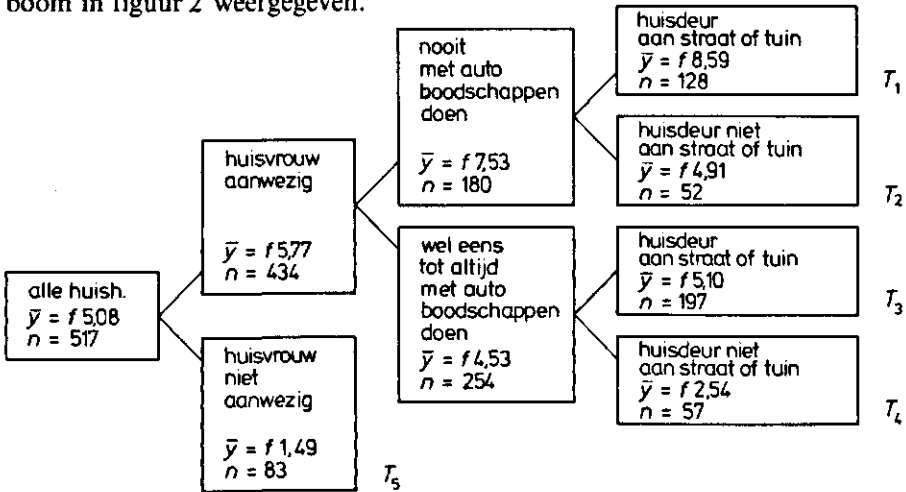 boom in figuur 2 weergegeven.
alle huish.
ȳ = f 5,08
n = 517
huisvrouw
aanwezig
ȳ = f 5,77
n = 434
huisvrouw
niet
aanwezig
ȳ = f 1,49
n = 83
T5
nooit
met auto
boodschappen
doen
ȳ = f 7,53
n = 180
wel eens
tot altijd
met auto
boodschappen
doen
ȳ = f 4,53
n = 254
huisdeur
aan straat of tuin
ȳ = f 8,59
n = 128
T1
huisdeur niet
aan straat of tuin
ȳ = f 4,91
n = 52
T2
huisdeur
aan straat of tuin
ȳ = f 5,10
n = 197
T3
huisdeur niet
aan straat of tuin
ȳ = f 2,54
n = 57
T4